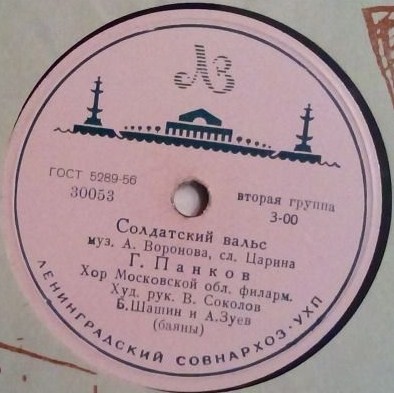 ЛЗ
ГОСТ 5289-56
30053
вторая группа
3-00
Солдатский вальс
муз. А. Воронова, сл. Царина
Г. Панков
Хор Московской обл. филарм.
Худ. рук. В. Соколов
Б.Шашин и А.Зуев
(баяны)
ЛЕНИНГРАДСКИЙ СОВНАРХОЗ·УХП